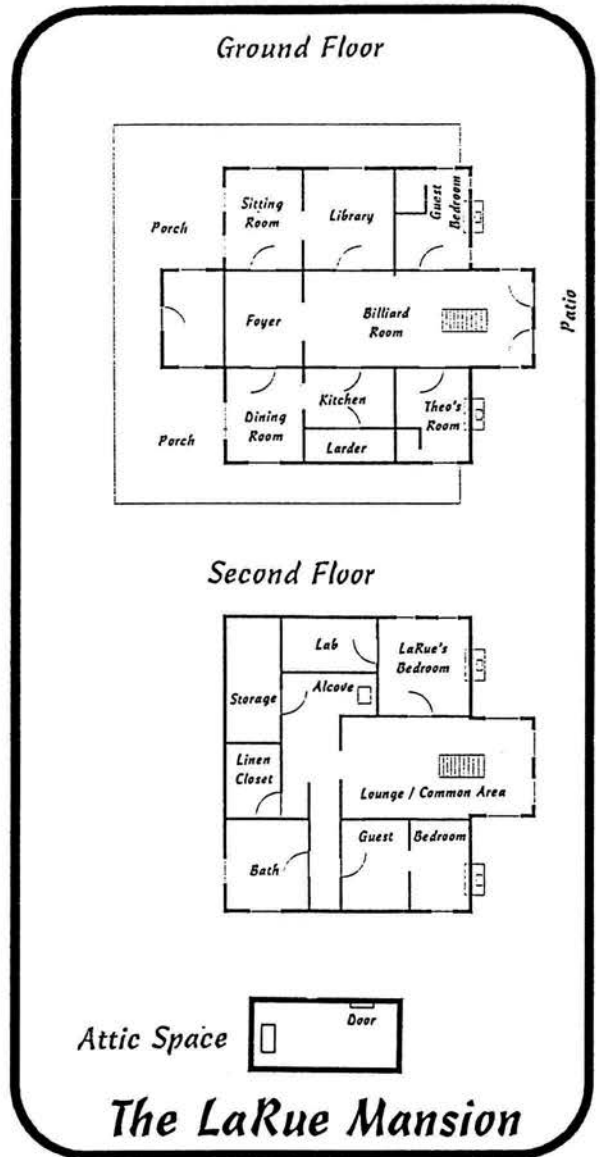 Ground Floor
Sitting
Room
Library
Guest
Bedroom
Porch
Foyer
Billiard
Room
Patio
Kitchen
Dining
Room
Theo's
Room
Porch
Larder
Second Floor
Lab
LaRue's
Bedroom
Alcove
Storage
Linen
Closet
Lounge / Common Area
Guest Bedroom
Bath
Attic Space
Door
The LaRue Mansion